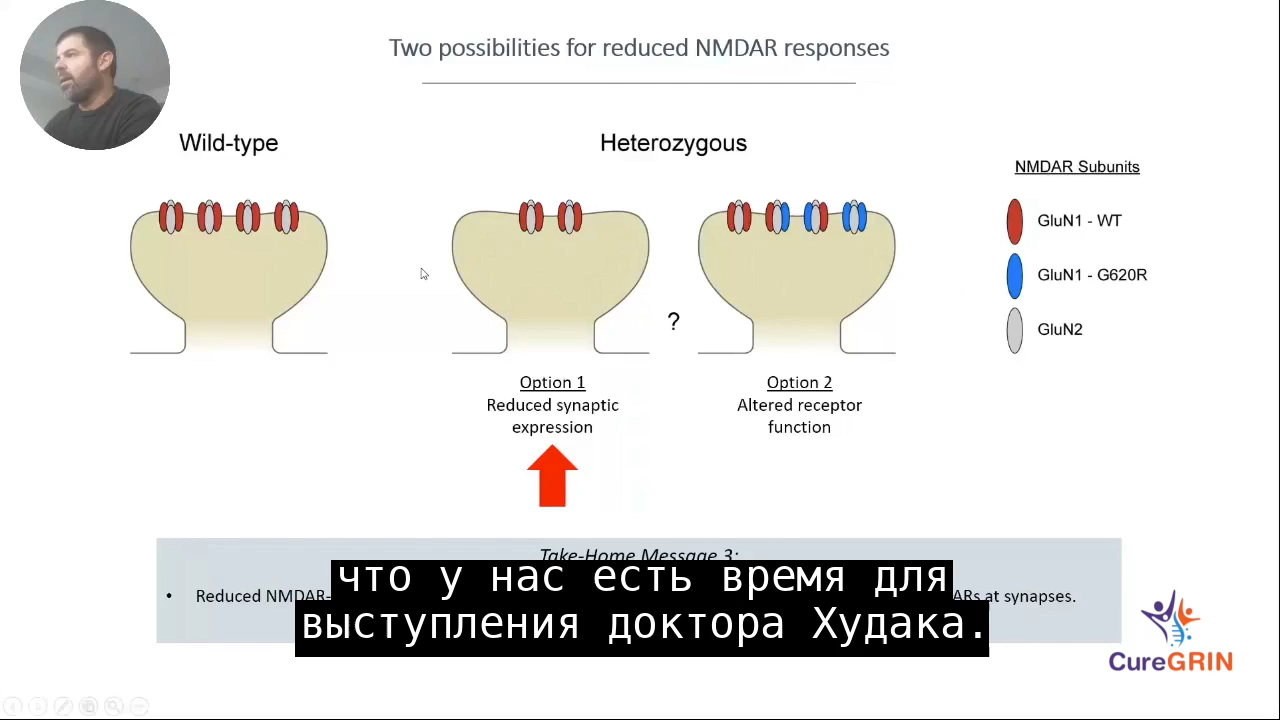 Two possibilities for reduced NMDAR responses
Wild-type
Heterozygous
NMDAR Subunits
GluN1 - WT
GluN1 - G620R
GluN2
?
Option 1
Reduced synaptic
expression
Option 2
Altered receptor
function
Take-Home Message 3:
• Reduced NMDAR-
at synapses.
что у нас есть время для
выступления доктора Худака.
CureGRIN